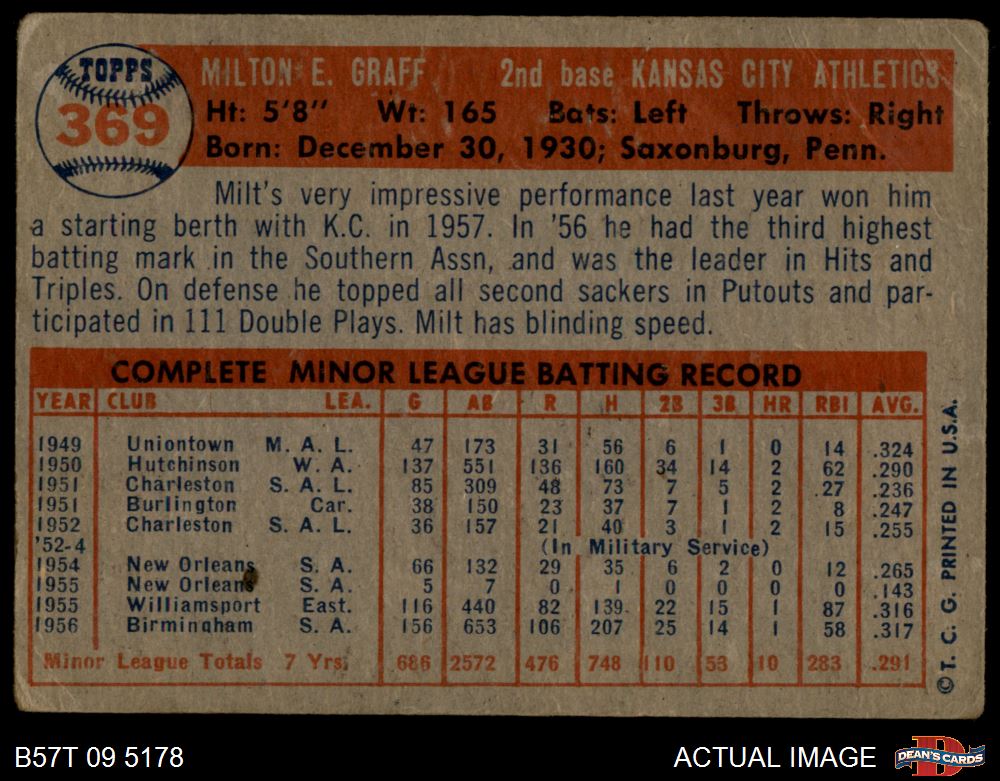 TOPPS
369
MILTON E. GRAFF 2nd base KANSAS CITY ATHLETICS
Ht: 5'8" Wt: 165 Bats: Left Throws: Right
Born: December 30, 1930; Saxonburg, Penn.
Milt's very impressive performance last year won him
a starting berth with K.C. in 1957. In '56 he had the third highest
batting mark in the Southern Assn, and was the leader in Hits and
Triples. On defense he topped all second sackers in Putouts and par-
ticipated in 111 Double Plays. Milt has blinding speed.
COMPLETE MINOR LEAGUE BATTING RECORD
YEAR CLUB LEA. G AB R H 2B 3B HR RBI AVG.
1949 Uniontown M. A. L. 47 173 31 56 6 1 0 14 .324
1950 Hutchinson W. A. 137 551 136 160 34 14 2 62 .290
1951 Charleston S. A. L. 85 309 48 73 7 5 2 27 .236
1951 Burlington Car. 38 150 23 37 7 1 2 8 .247
1952 Charleston S. A. L. 36 157 21 40 3 1 2 15 .255
'52-4 (In Military Service)
1954 New Orleans S. A. 66 132 29 35 6 2 0 12 .265
1955 New Orleans S. A. 5 7 0 1 0 0 0 0 .143
1955 Williamsport East. 116 440 82 139 22 15 1 87 .316
1956 Birmingham S. A. 156 653 106 207 25 14 1 58 .317
Minor League Totals 7 Yrs. 686 2572 476 748 110 53 10 283 .291
© T. C. G. PRINTED IN U.S.A.
B57T 09 5178 ACTUAL IMAGE
DEAN'S CARDS